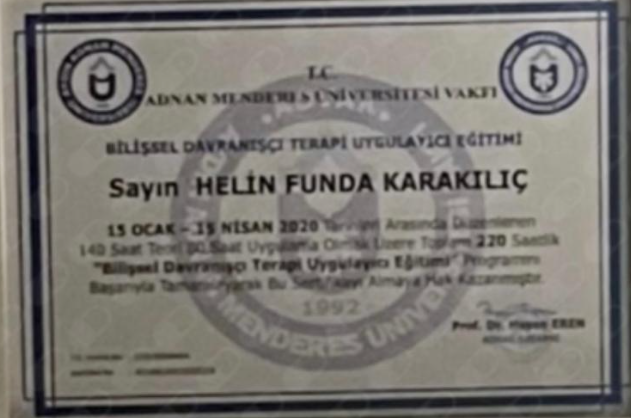 T.C.
ADNAN MENDERES ÜNİVERSİTESİ VAKFI
BİLİŞSEL DAVRANIŞÇI TERAPİ UYGULAYICI EĞİTİMİ
Sayın HELİN FUNDA KARAKILIÇ
15 OCAK – 15 NİSAN 2020 Tarihleri Arasında Düzenlenen
140 Saat Teori 80 Saat Uygulama Olmak Üzere Toplam 220 Saatlik
"Bilişsel Davranışçı Terapi Uygulayıcı Eğitimi" Programını
Başarıyla Tamamlayarak Bu Sertifikayı Almaya Hak Kazanmıştır.
1992
MENDERES ÜNİVER
Prof. Dr. EREN